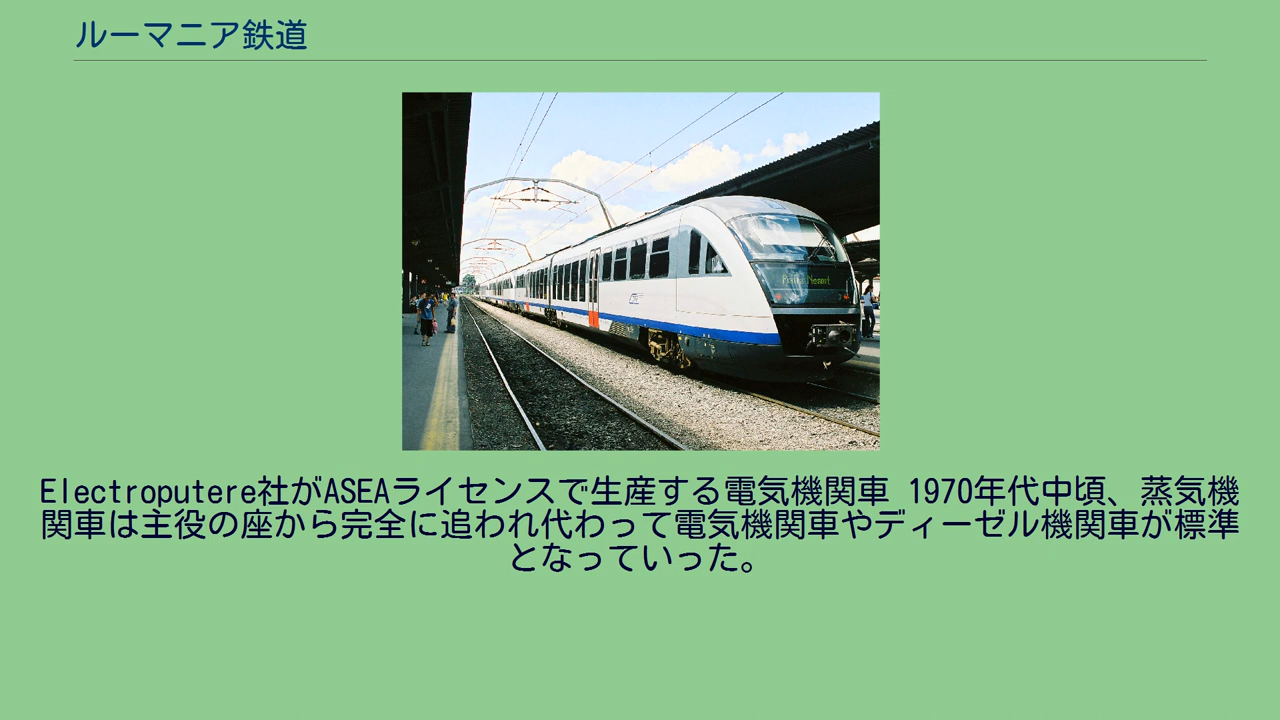 ルーマニア鉄道
Electroputere社がASEAライセンスで生産する電気機関車 1970年代中頃、蒸気機
関車は主役の座から完全に追われ代わって電気機関車やディーゼル機関車が標準
となっていった。